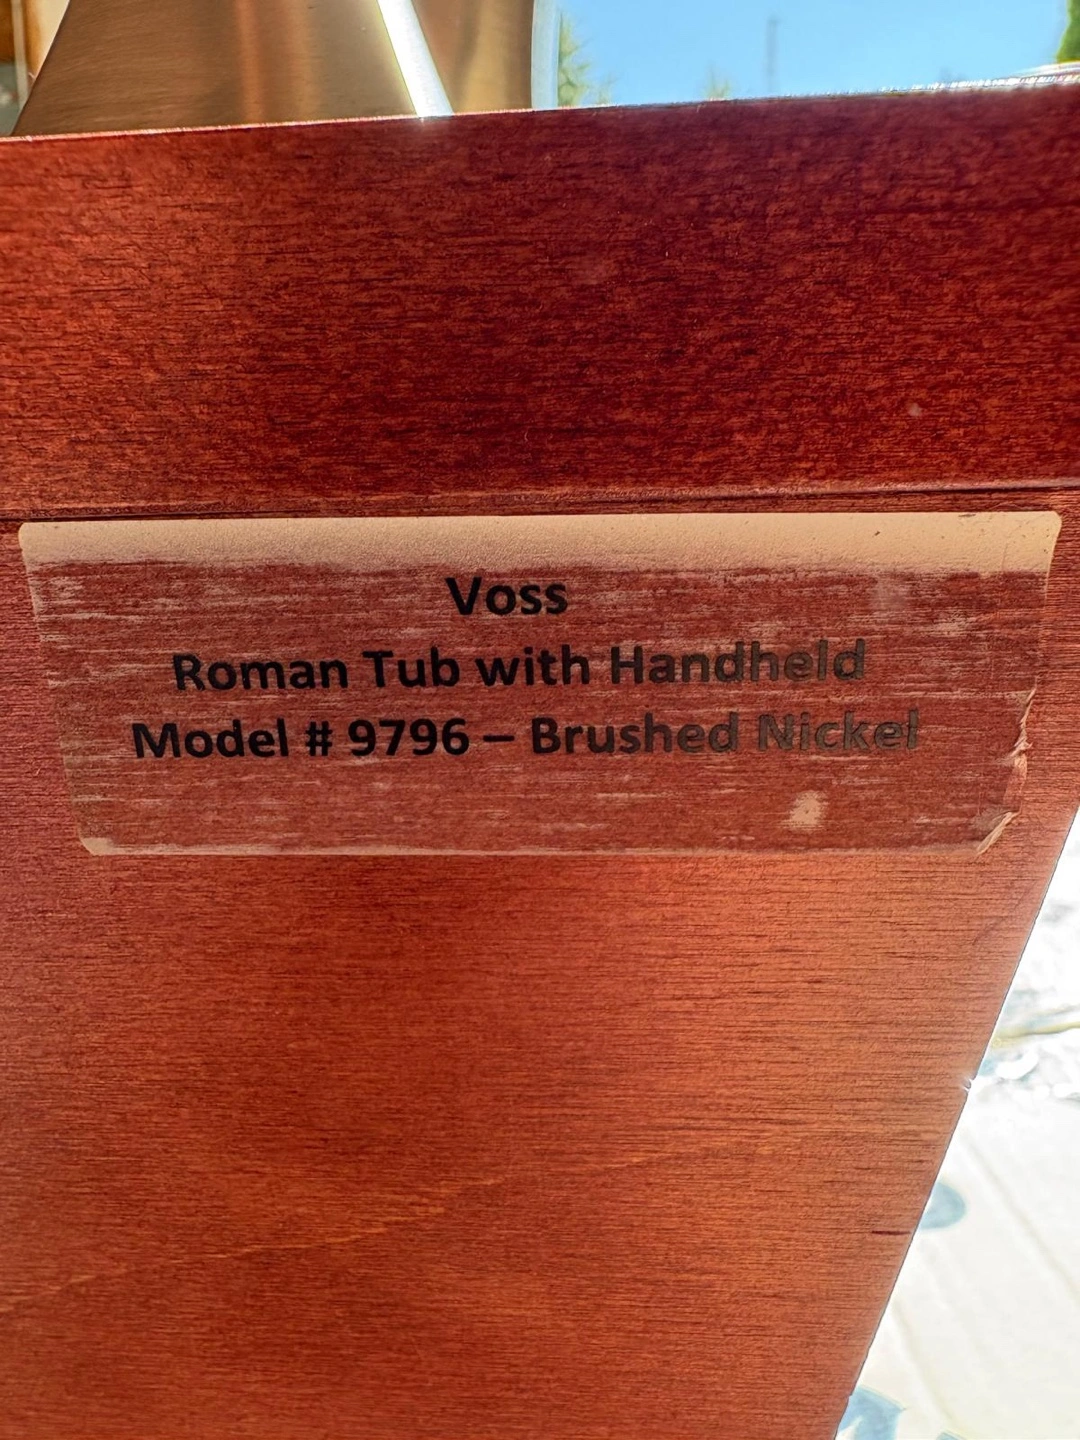 Voss
Roman Tub with Handheld
Model # 9796 – Brushed Nickel